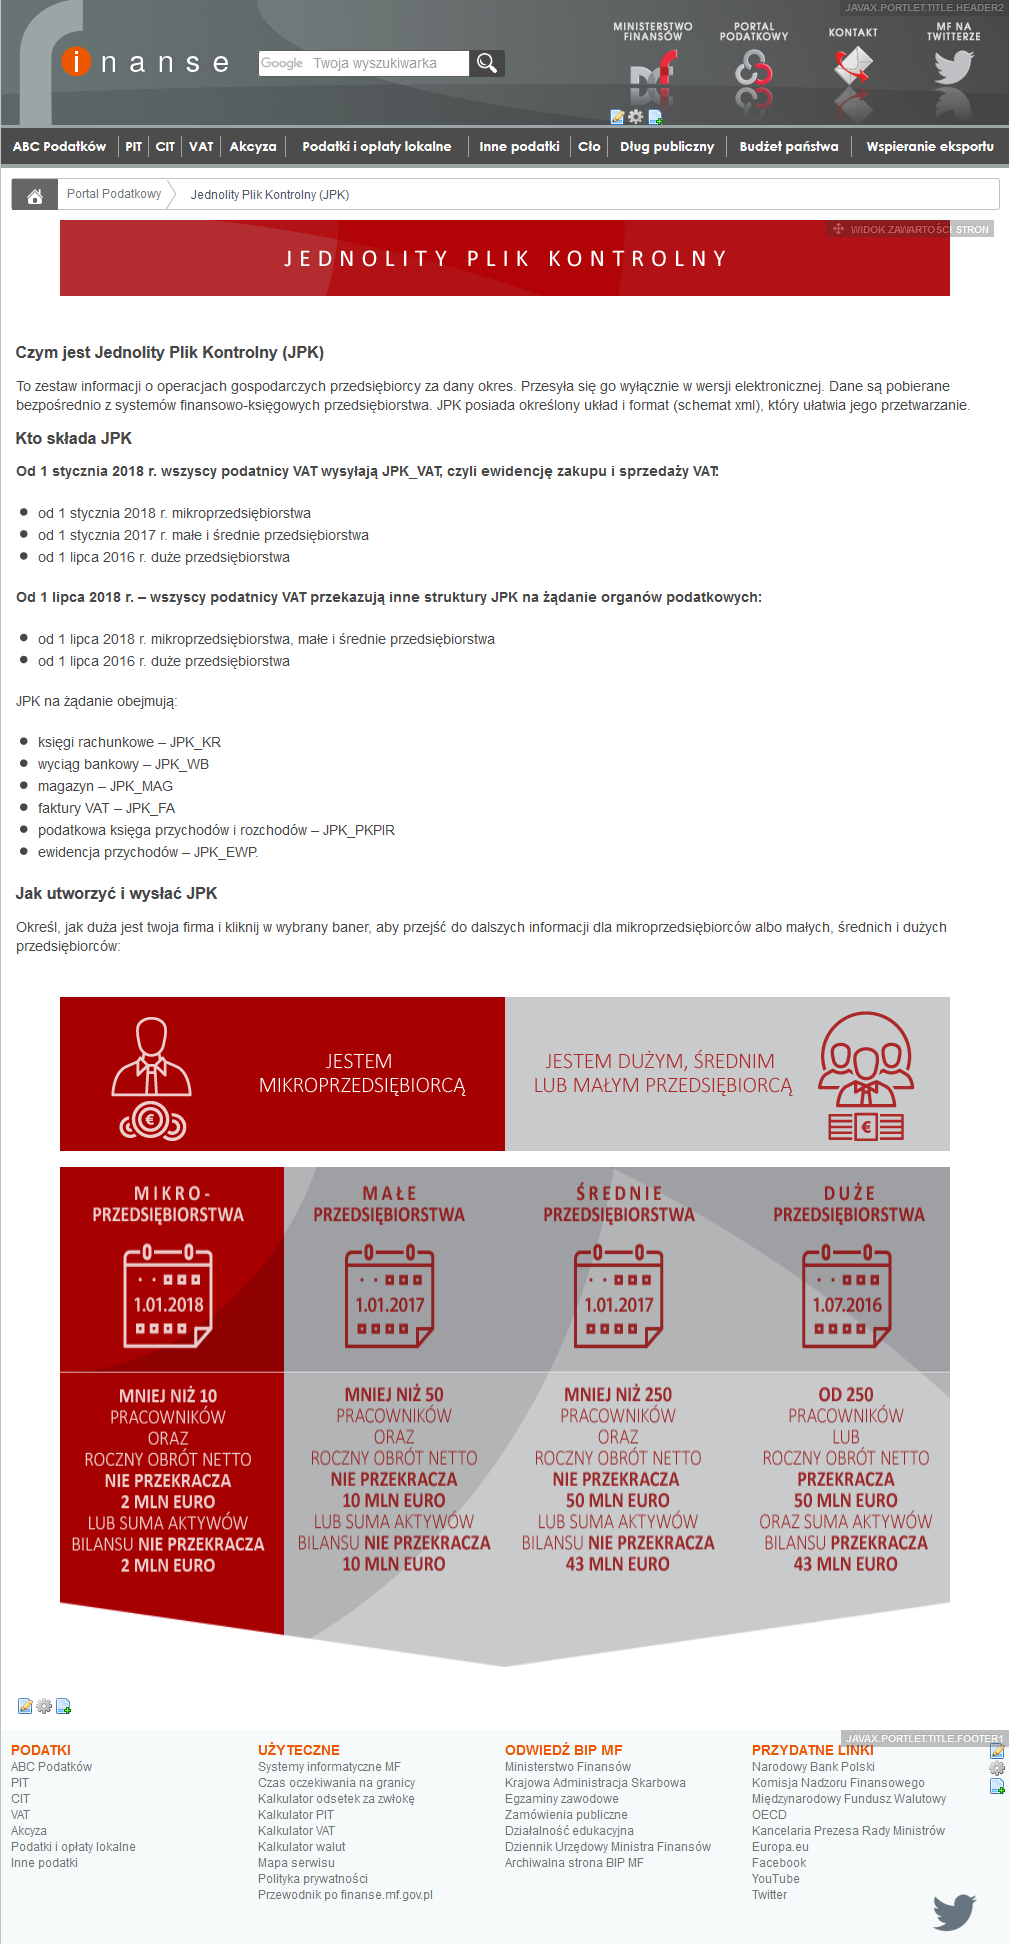 JAVAX.PORTLET.TITLE.HEADER2
MINISTERSTWO FINANSÓW
PORTAL PODATKOWY
KONTAKT
MF NA TWITTERZE
finanse
Google Twoja wyszukiwarka
ABC Podatków PIT CIT VAT Akcyza Podatki i opłaty lokalne Inne podatki Cło Dług publiczny Budżet państwa Wspieranie eksportu
Portal Podatkowy Jednolity Plik Kontrolny (JPK)
WIDOK ZAWARTOŚCI STRON
JEDNOLITY PLIK KONTROLNY
Czym jest Jednolity Plik Kontrolny (JPK)
To zestaw informacji o operacjach gospodarczych przedsiębiorcy za dany okres. Przesyła się go wyłącznie w wersji elektronicznej. Dane są pobierane
bezpośrednio z systemów finansowo-księgowych przedsiębiorstwa. JPK posiada określony układ i format (schemat xml), który ułatwia jego przetwarzanie.
Kto składa JPK
Od 1 stycznia 2018 r. wszyscy podatnicy VAT wysyłają JPK_VAT, czyli ewidencję zakupu i sprzedaży VAT:
od 1 stycznia 2018 r. mikroprzedsiębiorstwa
od 1 stycznia 2017 r. małe i średnie przedsiębiorstwa
od 1 lipca 2016 r. duże przedsiębiorstwa
Od 1 lipca 2018 r. – wszyscy podatnicy VAT przekazują inne struktury JPK na żądanie organów podatkowych:
od 1 lipca 2018 r. mikroprzedsiębiorstwa, małe i średnie przedsiębiorstwa
od 1 lipca 2016 r. duże przedsiębiorstwa
JPK na żądanie obejmują:
księgi rachunkowe – JPK_KR
wyciąg bankowy – JPK_WB
magazyn – JPK_MAG
faktury VAT – JPK_FA
podatkowa księga przychodów i rozchodów – JPK_PKPIR
ewidencja przychodów – JPK_EWP.
Jak utworzyć i wysłać JPK
Określ, jak duża jest twoja firma i kliknij w wybrany baner, aby przejść do dalszych informacji dla mikroprzedsiębiorców albo małych, średnich i dużych
przedsiębiorców:
JESTEM
MIKROPRZEDSIĘBIORCĄ
JESTEM DUŻYM, ŚREDNIM
LUB MAŁYM PRZEDSIĘBIORCĄ
MIKRO-
PRZEDSIĘBIORSTWA
1.01.2018
MNIEJ NIŻ 10
PRACOWNIKÓW
ORAZ
ROCZNY OBRÓT NETTO
NIE PRZEKRACZA
2 MLN EURO
LUB SUMA AKTYWÓW
BILANSU NIE PRZEKRACZA
2 MLN EURO
MAŁE
PRZEDSIĘBIORSTWA
1.01.2017
MNIEJ NIŻ 50
PRACOWNIKÓW
ORAZ
ROCZNY OBRÓT NETTO
NIE PRZEKRACZA
10 MLN EURO
LUB SUMA AKTYWÓW
BILANSU NIE PRZEKRACZA
10 MLN EURO
ŚREDNIE
PRZEDSIĘBIORSTWA
1.01.2017
MNIEJ NIŻ 250
PRACOWNIKÓW
ORAZ
ROCZNY OBRÓT NETTO
NIE PRZEKRACZA
50 MLN EURO
LUB SUMA AKTYWÓW
BILANSU NIE PRZEKRACZA
43 MLN EURO
DUŻE
PRZEDSIĘBIORSTWA
1.07.2016
OD 250
PRACOWNIKÓW
LUB
ROCZNY OBRÓT NETTO
PRZEKRACZA
50 MLN EURO
ORAZ SUMA AKTYWÓW
BILANSU PRZEKRACZA
43 MLN EURO
JAVAX.PORTLET.TITLE.FOOTER1
PODATKI
ABC Podatków
PIT
CIT
VAT
Akcyza
Podatki i opłaty lokalne
Inne podatki
UŻYTECZNE
Systemy informatyczne MF
Czas oczekiwania na granicy
Kalkulator odsetek za zwłokę
Kalkulator PIT
Kalkulator VAT
Kalkulator walut
Mapa serwisu
Polityka prywatności
Przewodnik po finanse.mf.gov.pl
ODWIEDŹ BIP MF
Ministerstwo Finansów
Krajowa Administracja Skarbowa
Egzaminy zawodowe
Zamówienia publiczne
Działalność edukacyjna
Dziennik Urzędowy Ministra Finansów
Archiwalna strona BIP MF
PRZYDATNE LINKI
Narodowy Bank Polski
Komisja Nadzoru Finansowego
Międzynarodowy Fundusz Walutowy
OECD
Kancelaria Prezesa Rady Ministrów
Europa.eu
Facebook
YouTube
Twitter